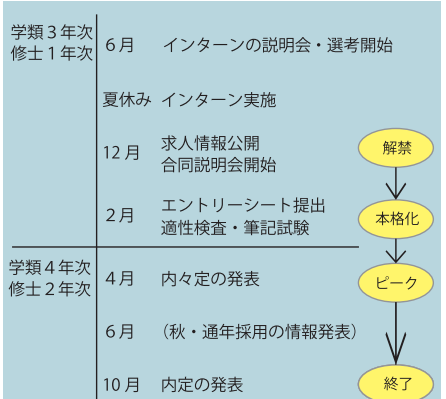 学類３年次
修士１年次
６月 インターンの説明会・選考開始
夏休み インターン実施
12月 求人情報公開
合同説明会開始
解禁
２月 エントリーシート提出
適性検査・筆記試験
本格化
学類４年次
修士２年次
４月 内々定の発表
ピーク
６月 （秋・通年採用の情報発表）
10月 内定の発表
終了